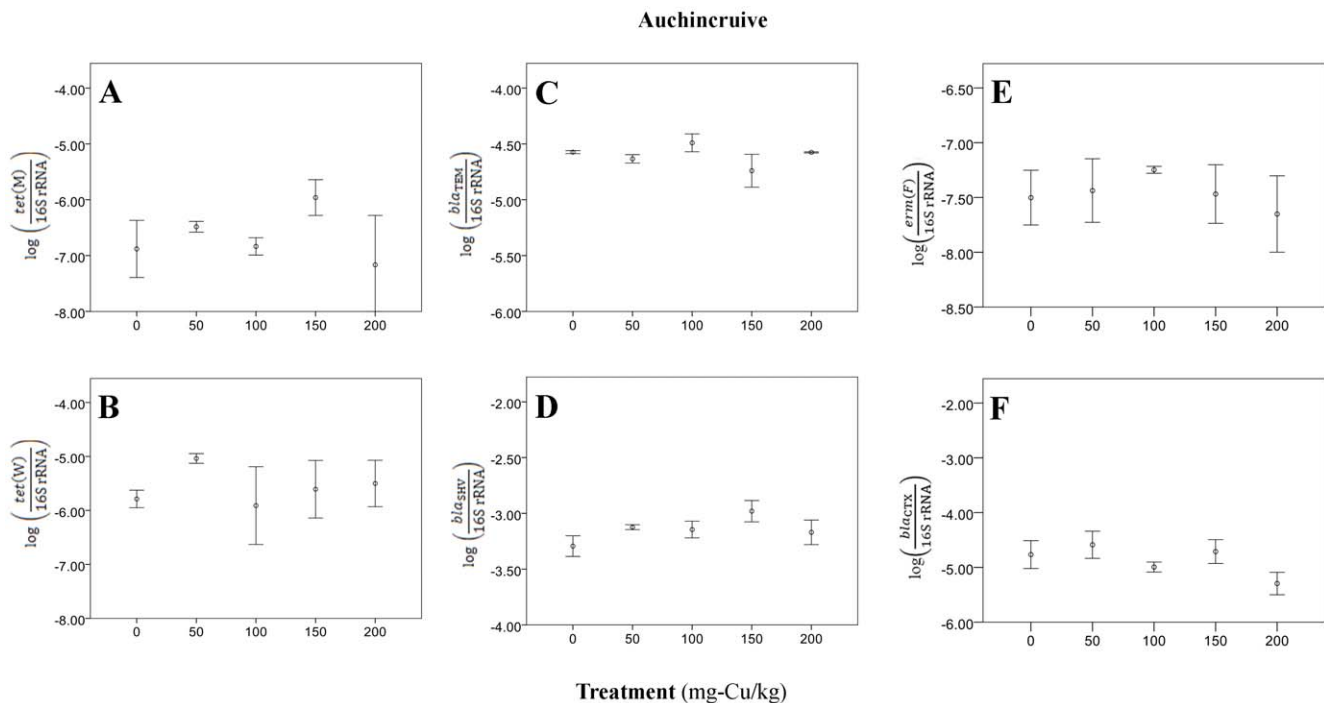 Auchincruive
A
-4.00
-5.00
-6.00
-7.00
-8.00
log (tet(M) / 16S rRNA)
0 50 100 150 200
C
-4.00
-4.50
-5.00
-5.50
-6.00
log (blaTEM / 16S rRNA)
0 50 100 150 200
E
-6.50
-7.00
-7.50
-8.00
-8.50
log(erm(F) / 16S rRNA)
0 50 100 150 200
B
-4.00
-5.00
-6.00
-7.00
-8.00
log (tet(W) / 16S rRNA)
0 50 100 150 200
D
-2.00
-2.50
-3.00
-3.50
-4.00
log (blaSHV / 16S rRNA)
0 50 100 150 200
F
-2.00
-3.00
-4.00
-5.00
-6.00
log(blaCTX / 16S rRNA)
0 50 100 150 200
Treatment (mg-Cu/kg)